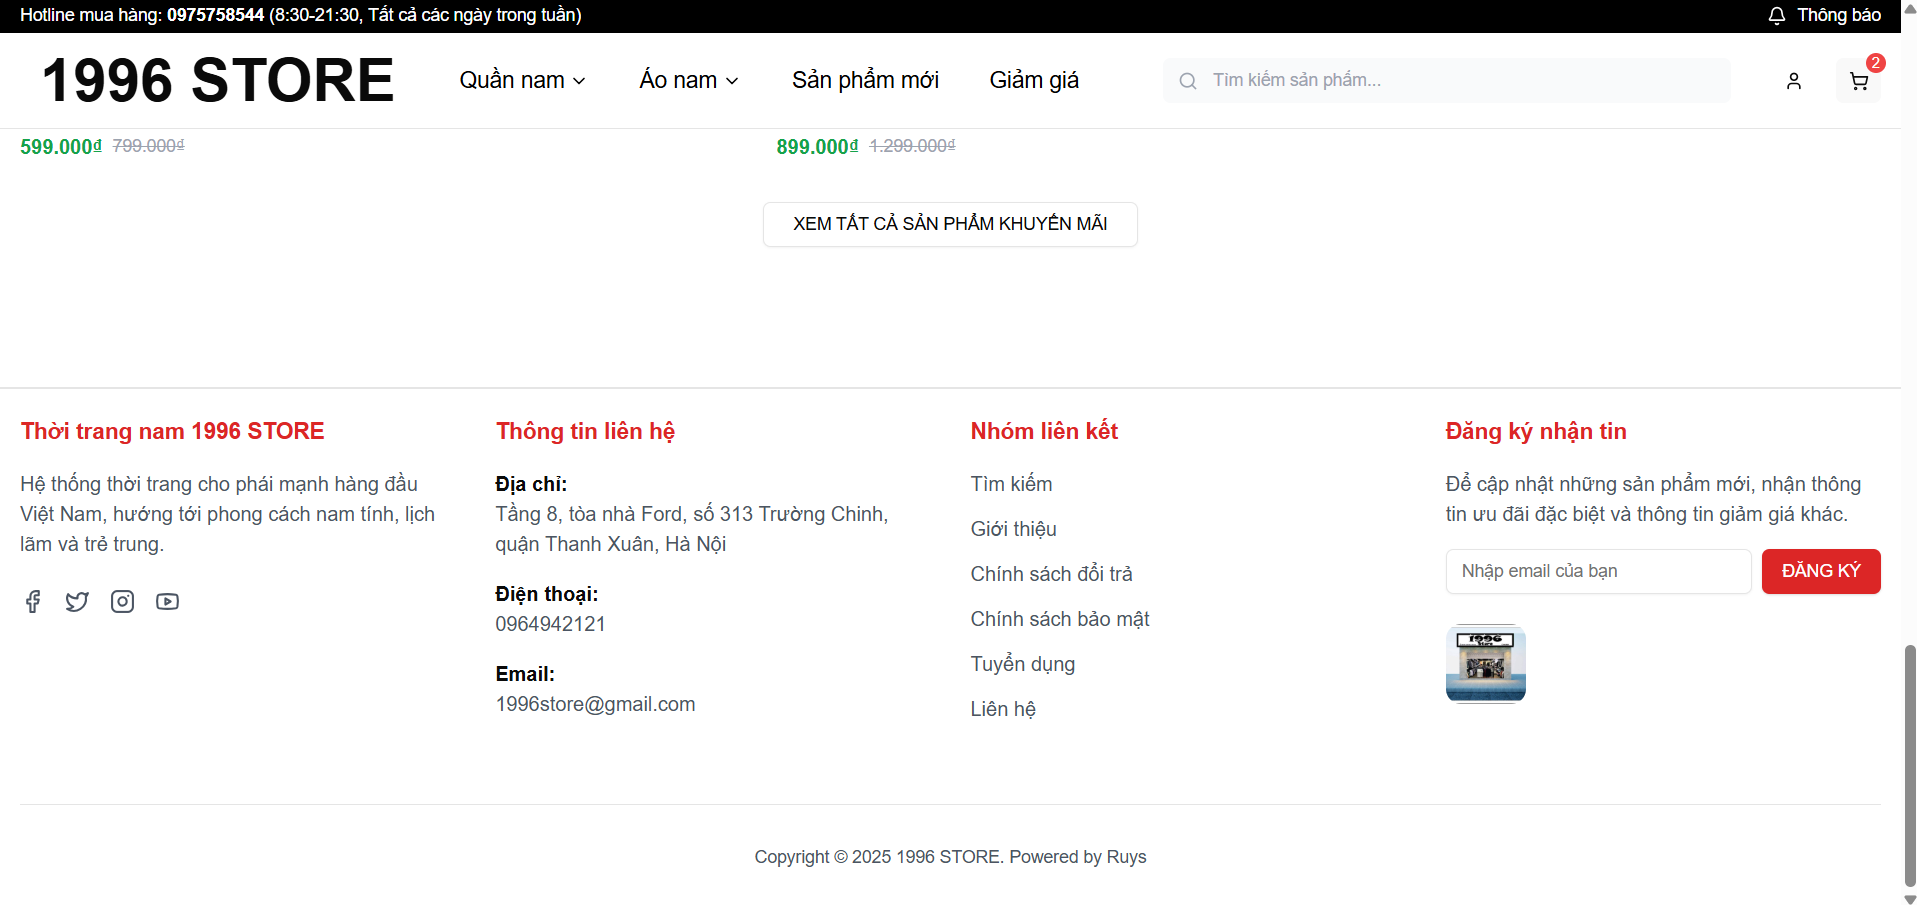 Hotline mua hàng: 0975758544 (8:30-21:30, Tất cả các ngày trong tuần)
Thông báo
1996 STORE
Quần nam
Áo nam
Sản phẩm mới
Giảm giá
Tìm kiếm sản phẩm...
2
599.000₫ 799.000₫
899.000₫ 1.299.000₫
XEM TẤT CẢ SẢN PHẨM KHUYẾN MÃI
Thời trang nam 1996 STORE
Hệ thống thời trang cho phái mạnh hàng đầu
Việt Nam, hướng tới phong cách nam tính, lịch
lãm và trẻ trung.
Thông tin liên hệ
Địa chỉ:
Tầng 8, tòa nhà Ford, số 313 Trường Chinh,
quận Thanh Xuân, Hà Nội
Điện thoại:
0964942121
Email:
1996store@gmail.com
Nhóm liên kết
Tìm kiếm
Giới thiệu
Chính sách đổi trả
Chính sách bảo mật
Tuyển dụng
Liên hệ
Đăng ký nhận tin
Để cập nhật những sản phẩm mới, nhận thông
tin ưu đãi đặc biệt và thông tin giảm giá khác.
Nhập email của bạn
ĐĂNG KÝ
1996
Store
Copyright © 2025 1996 STORE. Powered by Ruys